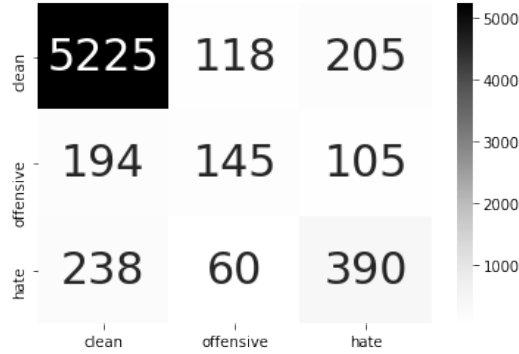 clean 5225 118 205
offensive 194 145 105
hate 238 60 390
clean offensive hate
5000
4000
3000
2000
1000